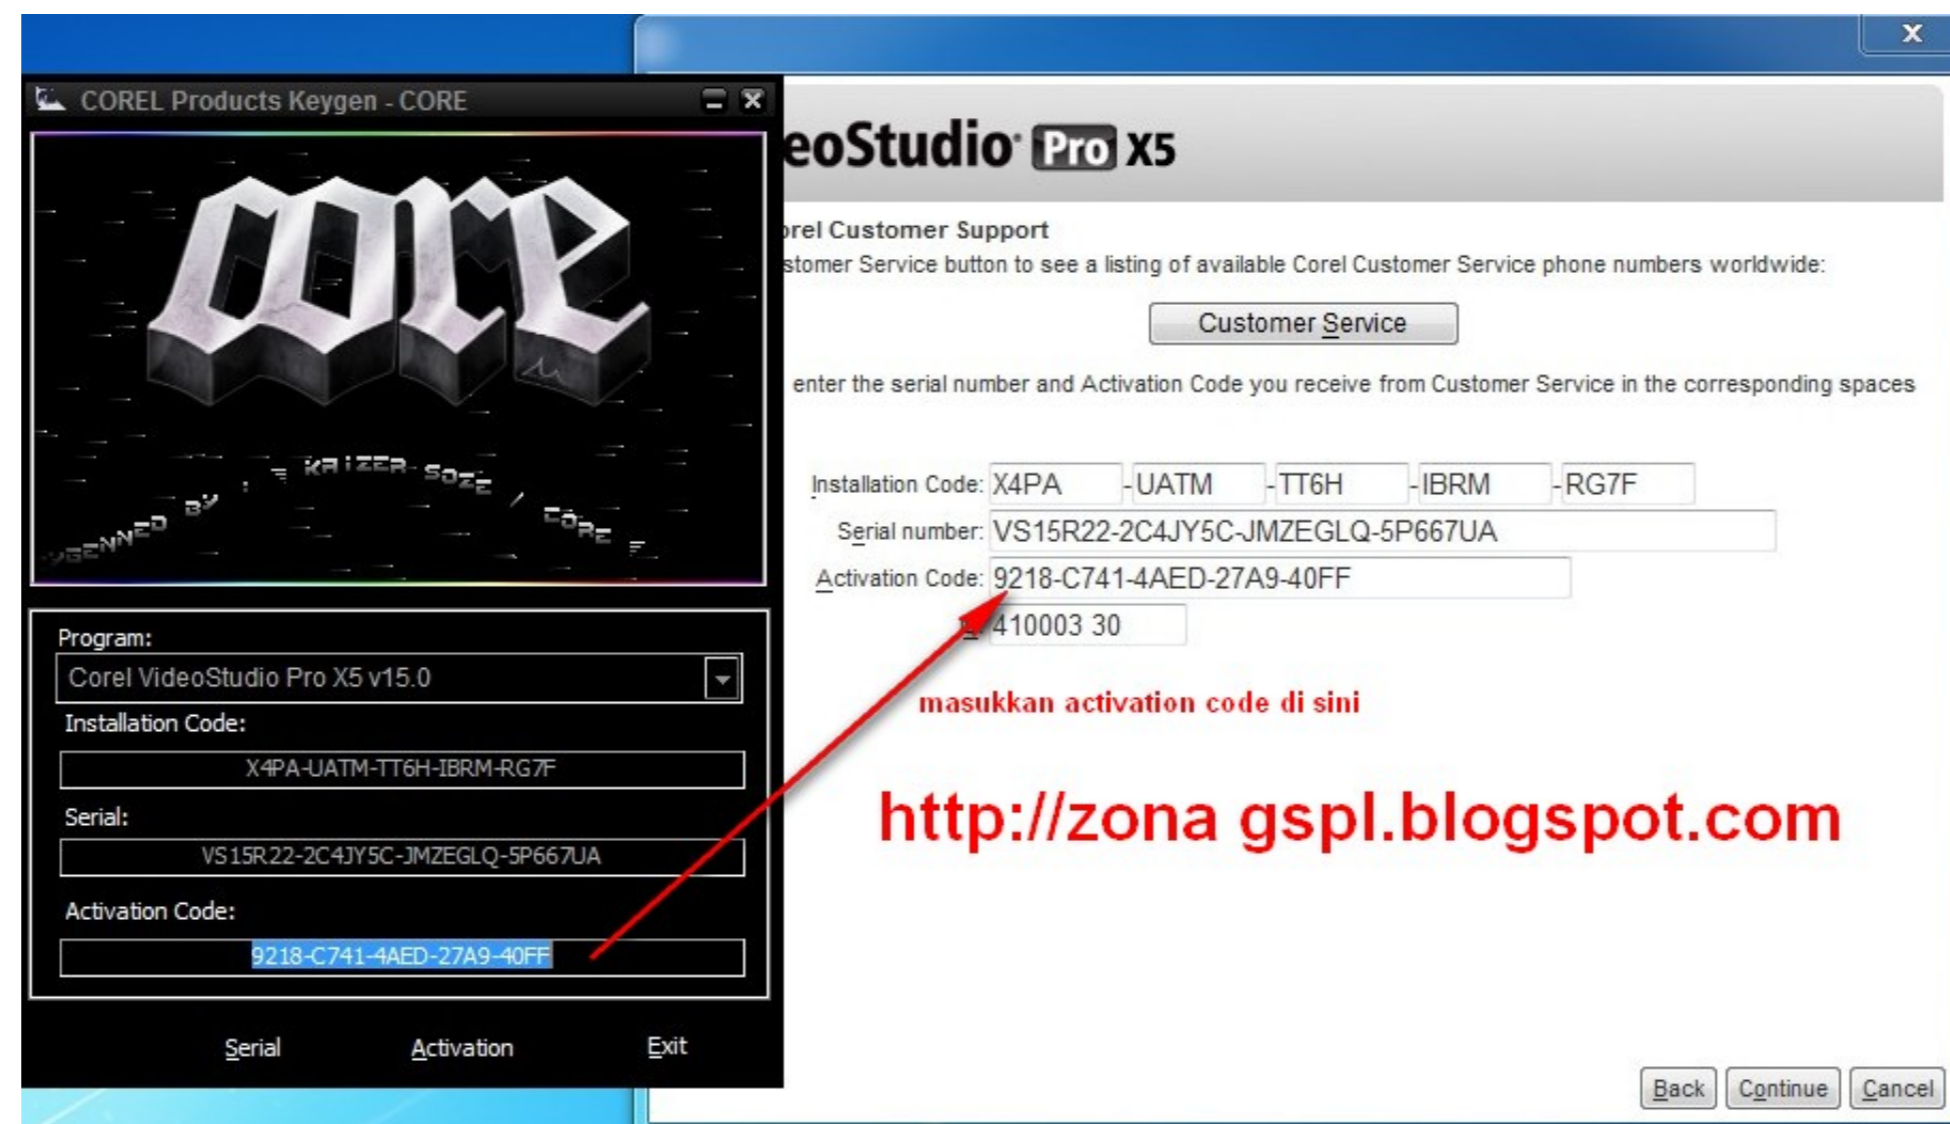 COREL Products Keygen - CORE
core
KAIZER SOZE / CORE
Program:
Corel VideoStudio Pro X5 v15.0
Installation Code:
X4PA-UATM-TT6H-IBRM-RG7F
Serial:
VS15R22-2C4JY5C-JMZEGLQ-5P667UA
Activation Code:
9218-C741-4AED-27A9-40FF
Serial Activation Exit
eoStudio Pro X5
orel Customer Support
stomer Service button to see a listing of available Corel Customer Service phone numbers worldwide:
Customer Service
enter the serial number and Activation Code you receive from Customer Service in the corresponding spaces
Installation Code: X4PA -UATM -TT6H -IBRM -RG7F
Serial number: VS15R22-2C4JY5C-JMZEGLQ-5P667UA
Activation Code: 9218-C741-4AED-27A9-40FF
410003 30
masukkan activation code di sini
http://zona gspl.blogspot.com
Back Continue Cancel